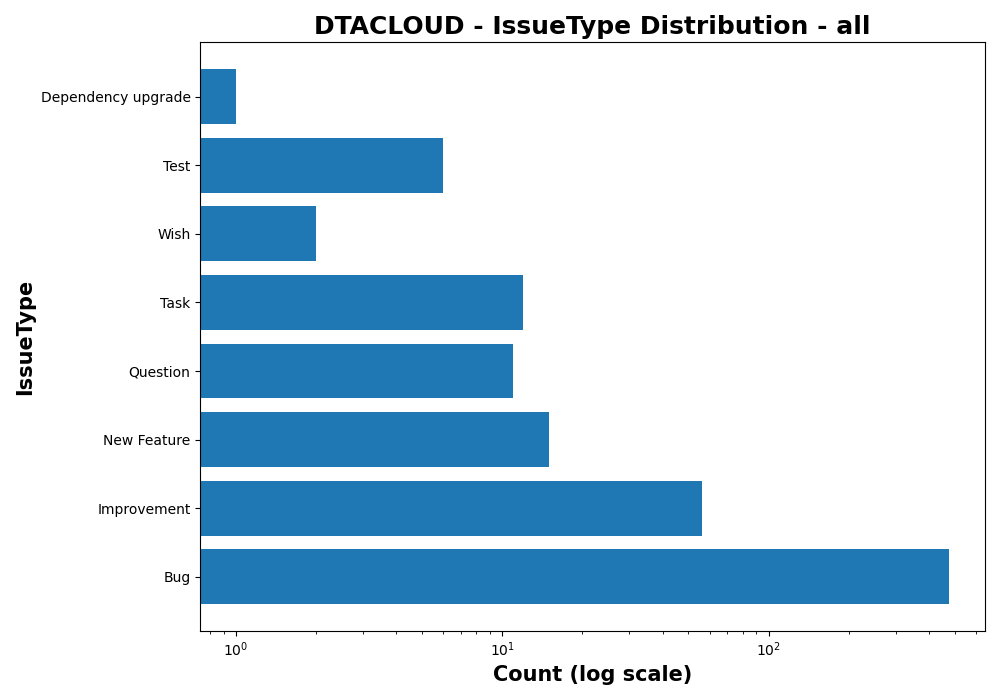 DTACLOUD - IssueType Distribution - all
IssueType
Dependency upgrade
Test
Wish
Task
Question
New Feature
Improvement
Bug
10⁰ 10¹ 10²
Count (log scale)